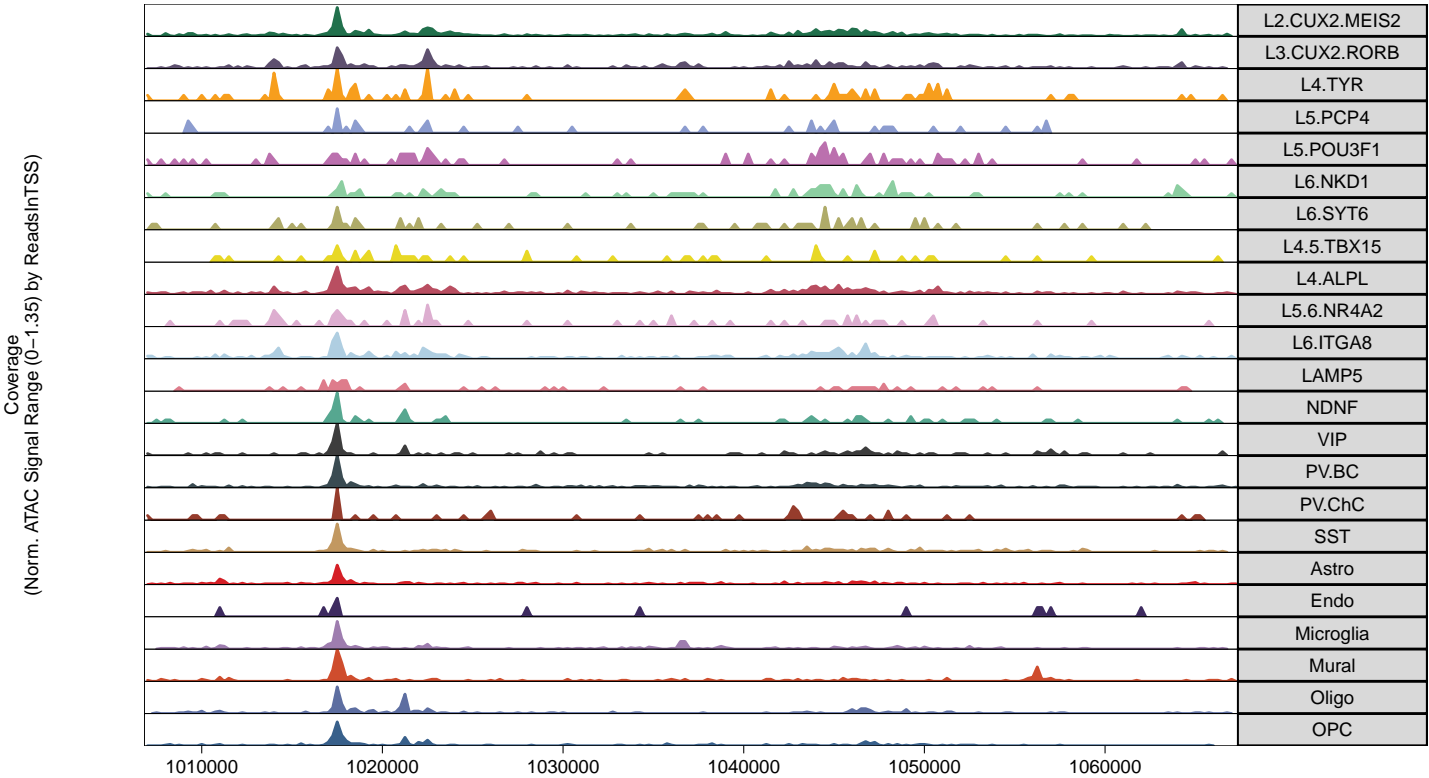 Coverage
(Norm. ATAC Signal Range (0−1.35) by ReadsInTSS)
L2.CUX2.MEIS2
L3.CUX2.RORB
L4.TYR
L5.PCP4
L5.POU3F1
L6.NKD1
L6.SYT6
L4.5.TBX15
L4.ALPL
L5.6.NR4A2
L6.ITGA8
LAMP5
NDNF
VIP
PV.BC
PV.ChC
SST
Astro
Endo
Microglia
Mural
Oligo
OPC
1010000 1020000 1030000 1040000 1050000 1060000